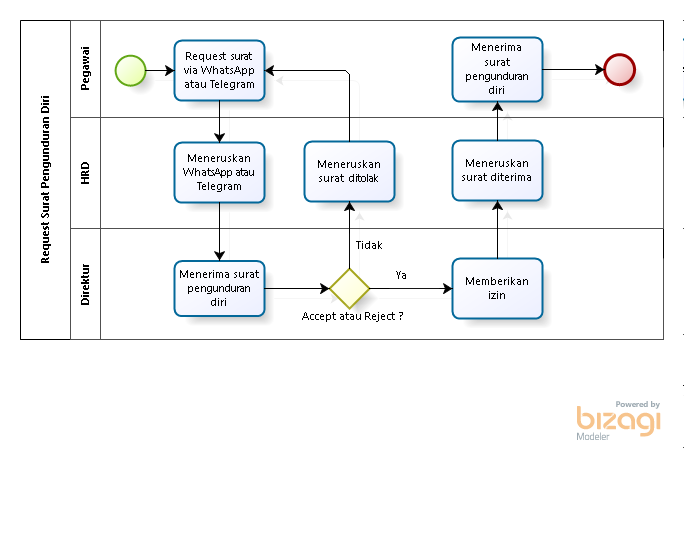 Request Surat Pengunduran Diri
Pegawai
Request surat
via WhatsApp
atau Telegram
Menerima
surat
pengunduran
diri
HRD
Meneruskan
WhatsApp atau
Telegram
Meneruskan
surat ditolak
Meneruskan
surat diterima
Direktur
Menerima surat
pengunduran
diri
Tidak
Ya
Accept atau Reject ?
Memberikan
izin
Powered by
bizagi
Modeler